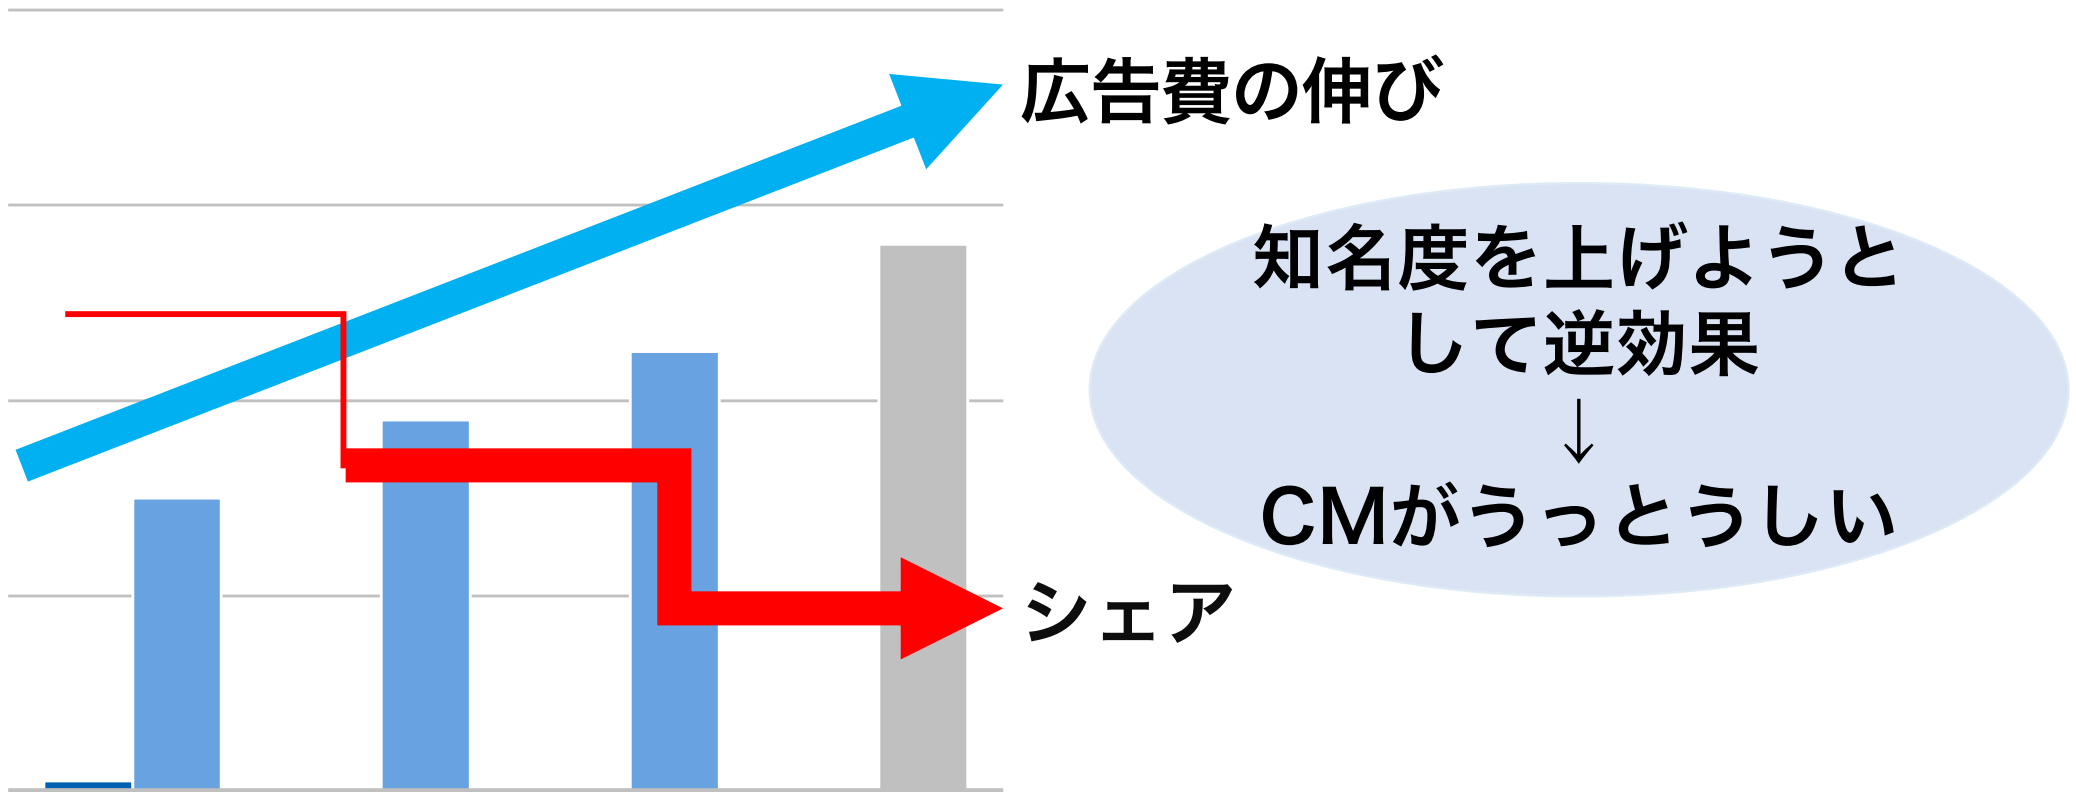 広告費の伸び
知名度を上げようと
して逆効果
↓
CMがうっとうしい
シェア